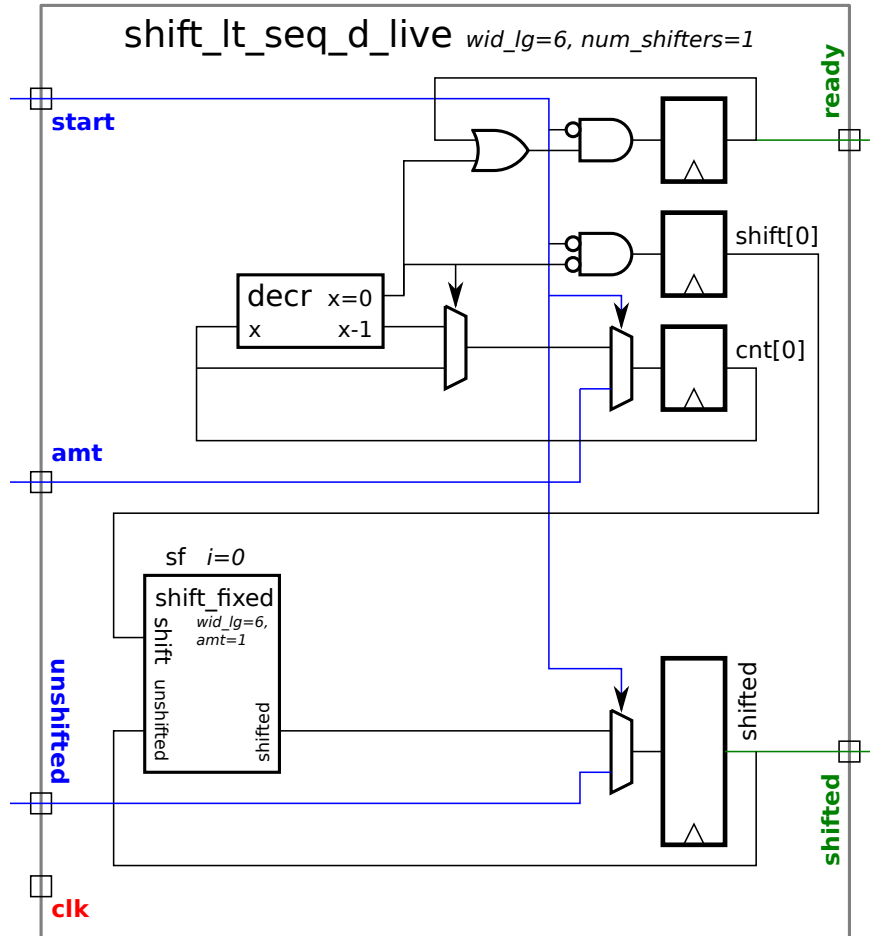 shift_lt_seq_d_live wid_lg=6, num_shifters=1
start
ready
shift[0]
decr x=0
x x-1
cnt[0]
amt
sf i=0
shift_fixed
wid_lg=6,
amt=1
shift
unshifted
shifted
shifted
unshifted
shifted
clk